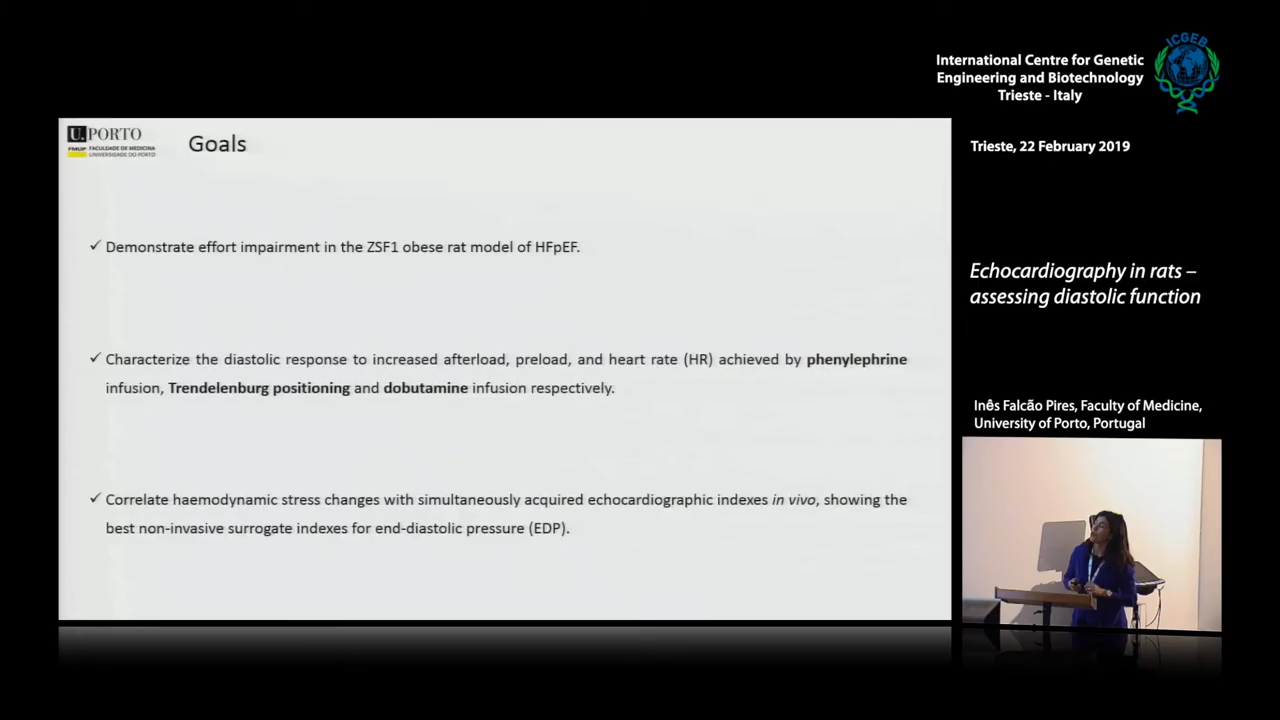 International Centre for Genetic
Engineering and Biotechnology
Trieste - Italy
ICGEB
Trieste, 22 February 2019
U. PORTO
FMUP FACULDADE DE MEDICINA
UNIVERSIDADE DO PORTO
Goals
✓ Demonstrate effort impairment in the ZSF1 obese rat model of HFpEF.
✓ Characterize the diastolic response to increased afterload, preload, and heart rate (HR) achieved by phenylephrine
infusion, Trendelenburg positioning and dobutamine infusion respectively.
✓ Correlate haemodynamic stress changes with simultaneously acquired echocardiographic indexes in vivo, showing the
best non-invasive surrogate indexes for end-diastolic pressure (EDP).
Echocardiography in rats –
assessing diastolic function
Inês Falcão Pires, Faculty of Medicine,
University of Porto, Portugal